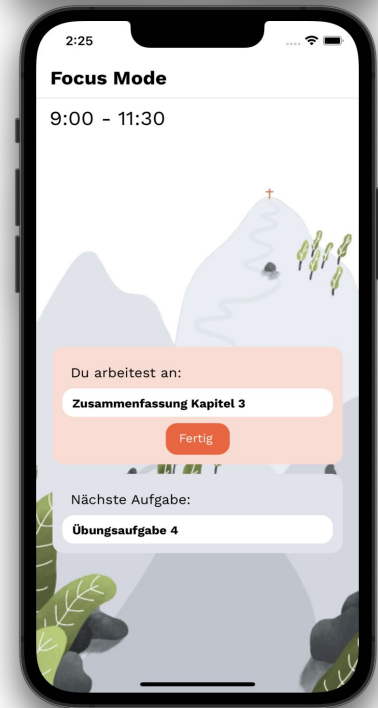 2:25
Focus Mode
9:00 - 11:30
Du arbeitest an:
Zusammenfassung Kapitel 3
Fertig
Nächste Aufgabe:
Übungsaufgabe 4